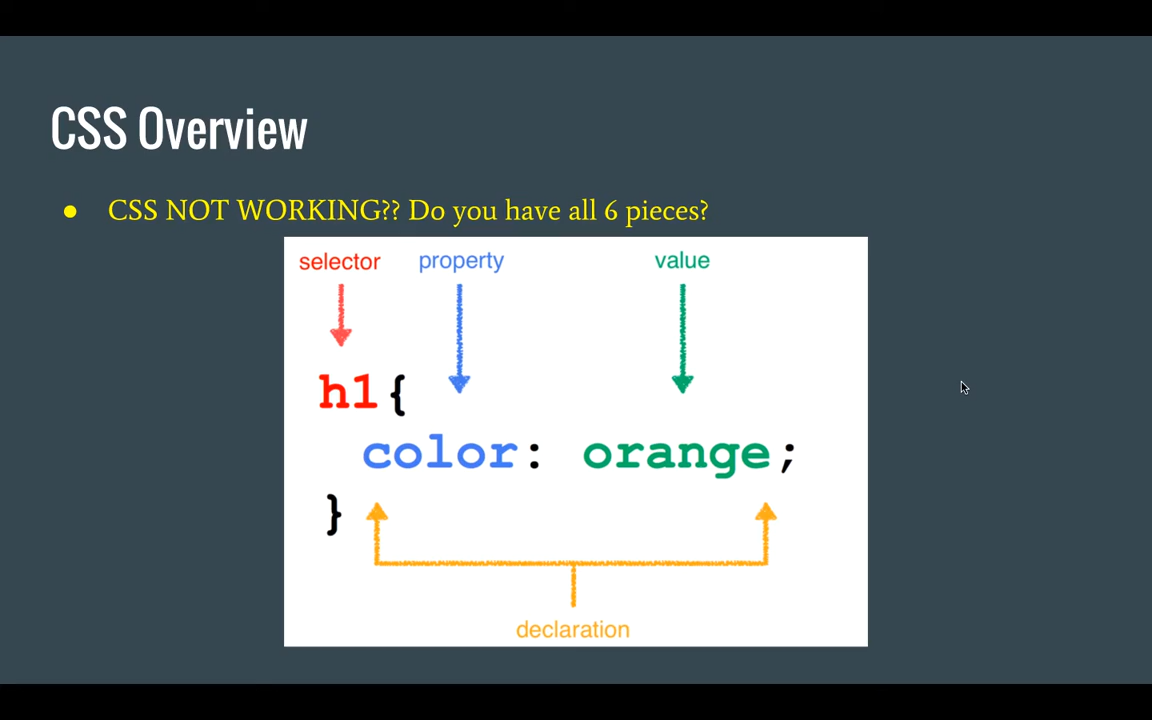 CSS Overview
● CSS NOT WORKING?? Do you have all 6 pieces?
selector property value
h1{
color: orange;
}
declaration